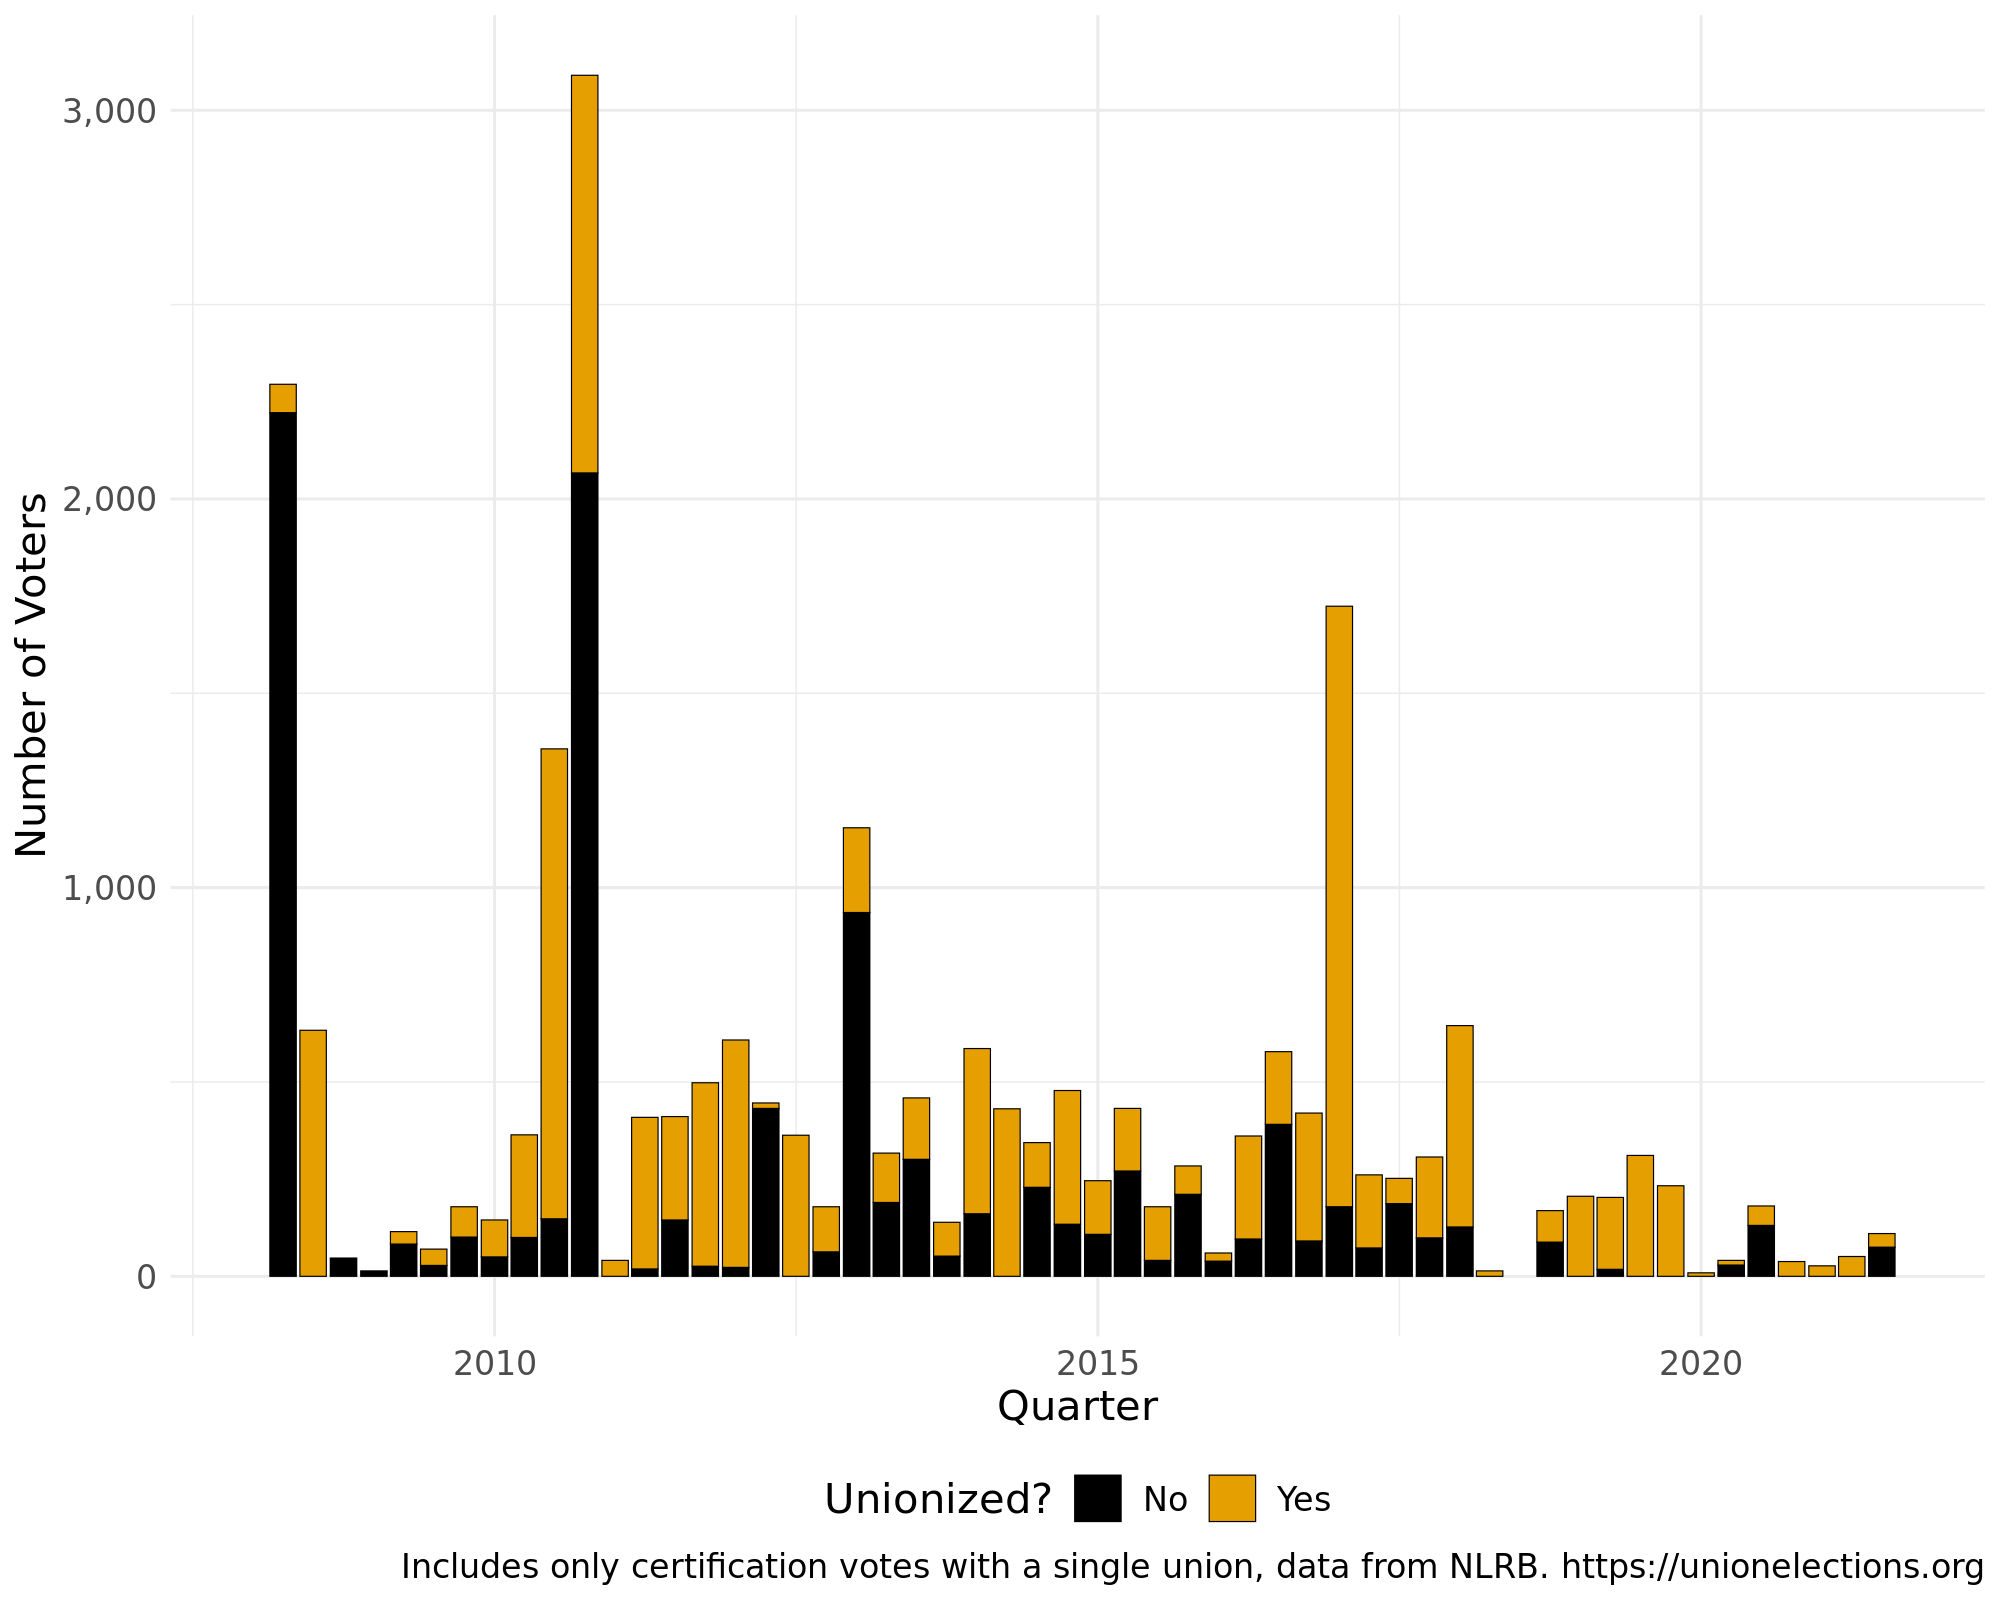 3,000
2,000
1,000
0
Number of Voters
2010 2015 2020
Quarter
Unionized? No Yes
Includes only certification votes with a single union, data from NLRB. https://unionelections.org